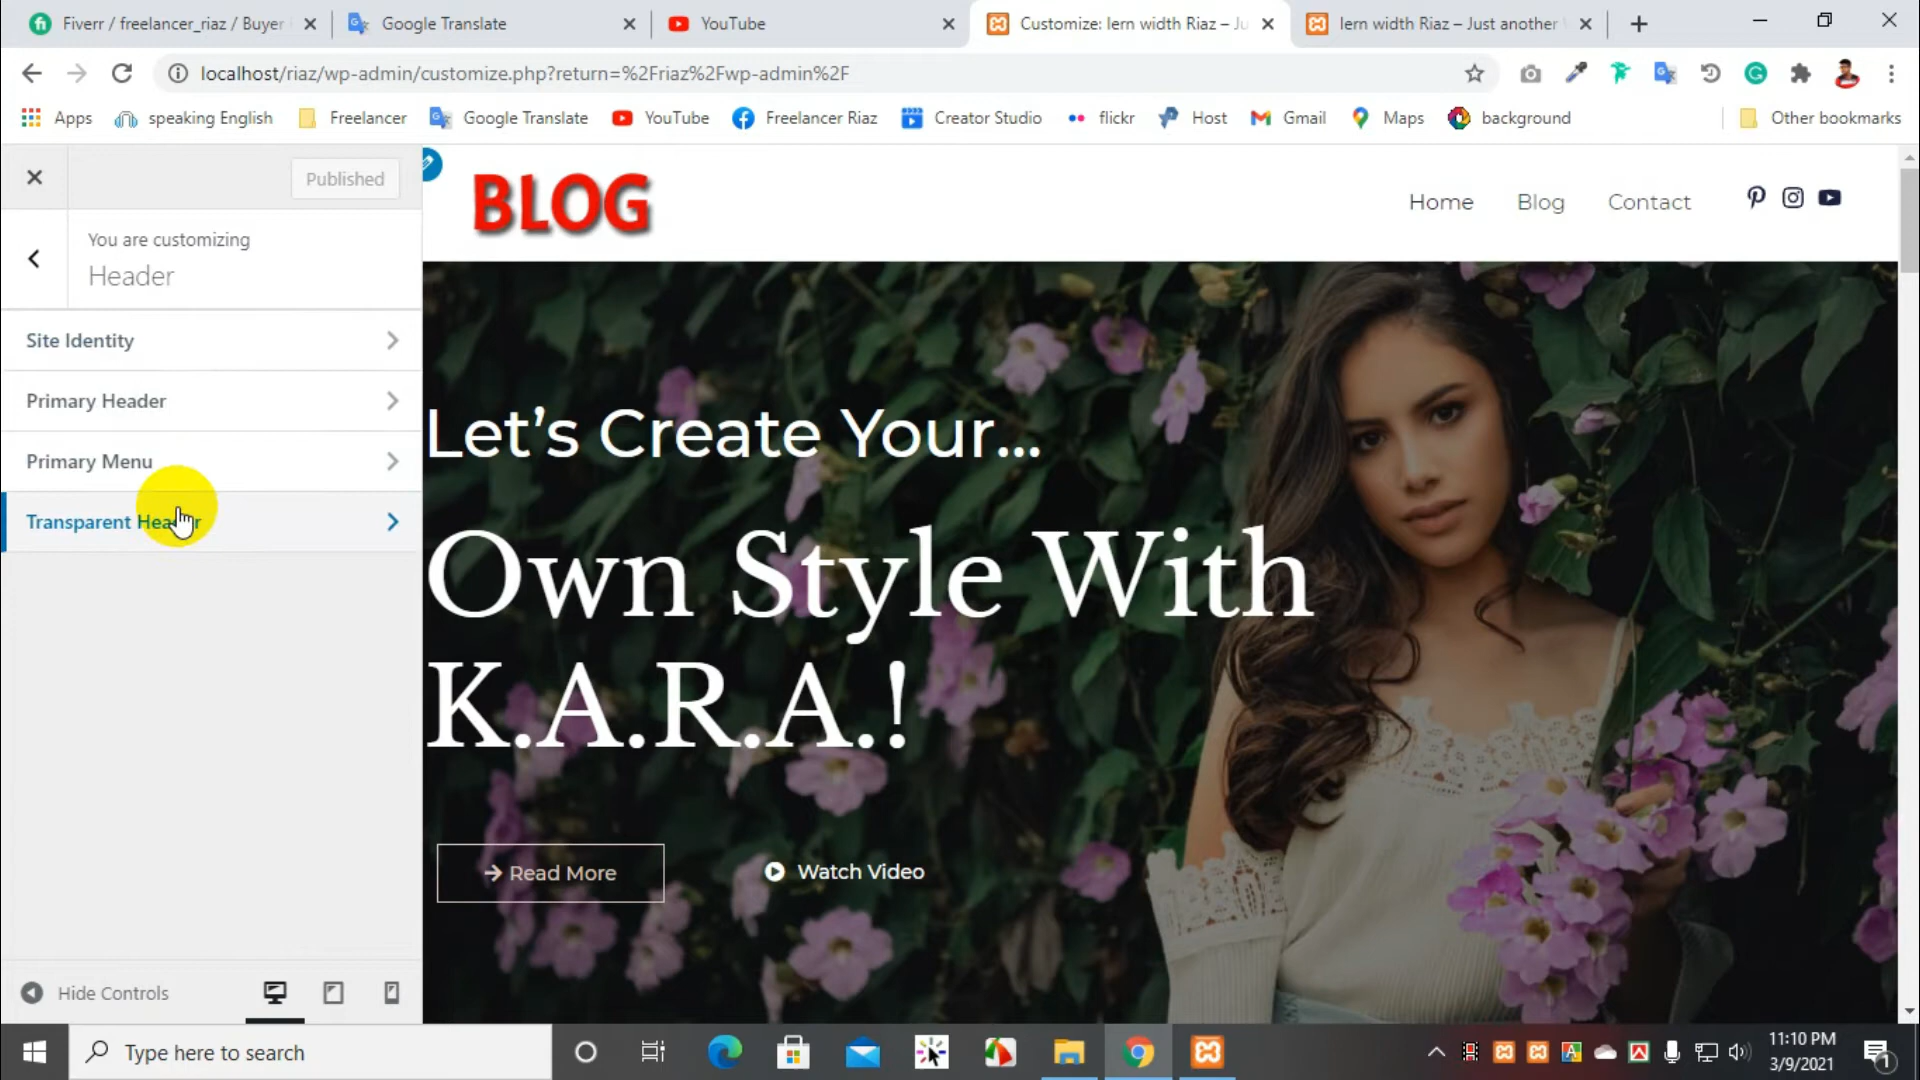 Fiverr / freelancer_riaz / Buyer
Google Translate
YouTube
Customize: lern width Riaz – Ju
lern width Riaz – Just another
localhost/riaz/wp-admin/customize.php?return=%2Friaz%2Fwp-admin%2F
Apps
speaking English
Freelancer
Google Translate
YouTube
Freelancer Riaz
Creator Studio
flickr
Host
Gmail
Maps
background
Other bookmarks
Published
You are customizing
Header
Site Identity
Primary Header
Primary Menu
Transparent Header
Hide Controls
BLOG
Home
Blog
Contact
Let's Create Your...
Own Style With
K.A.R.A.!
Read More
Watch Video
Type here to search
11:10 PM
3/9/2021
1